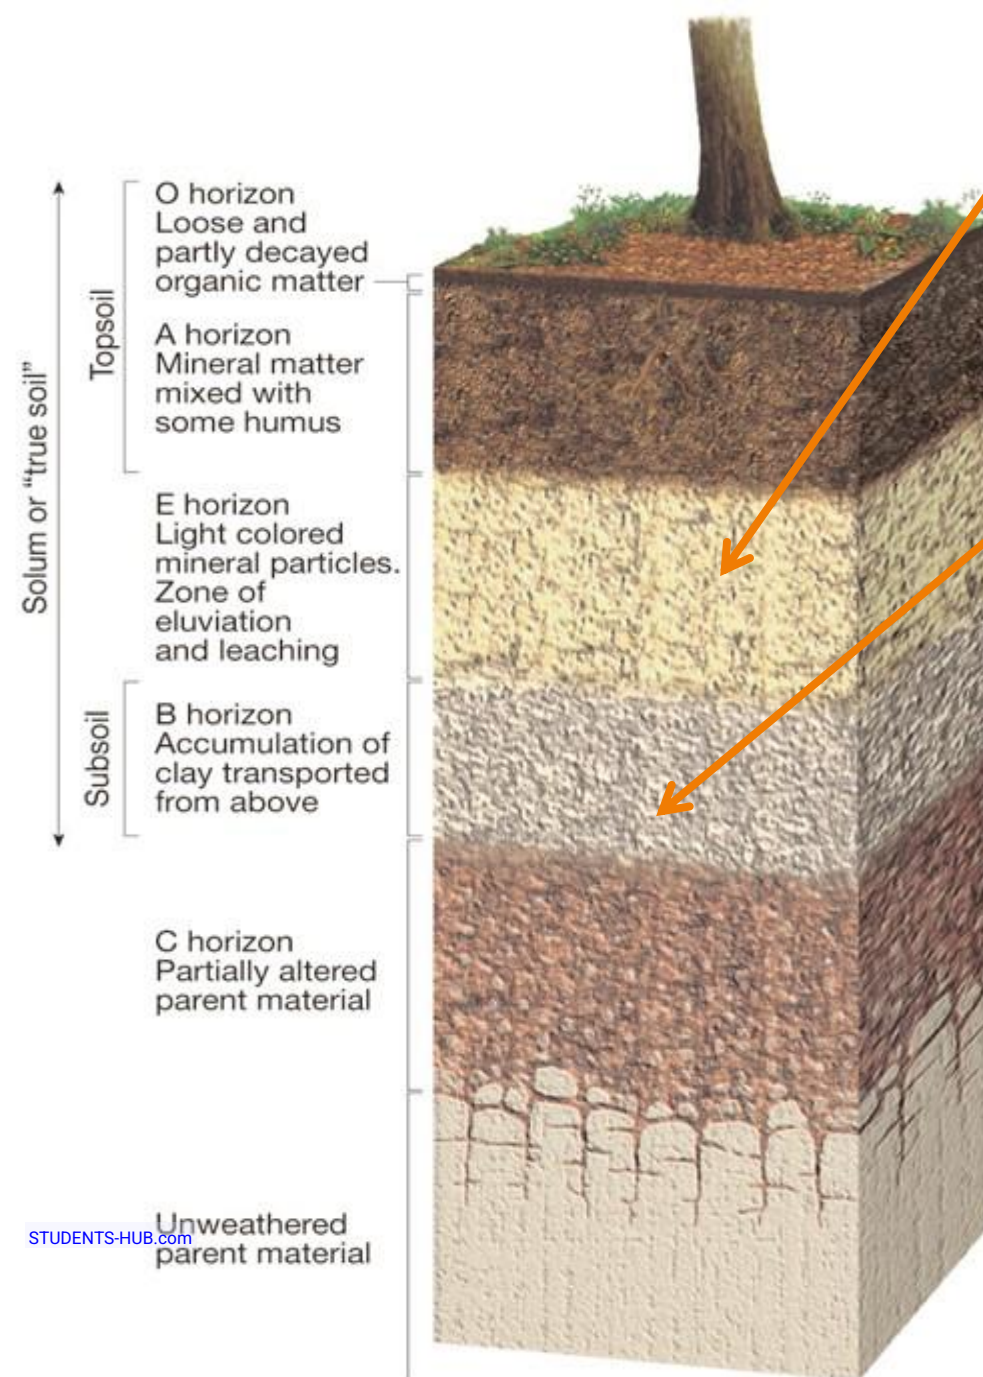 O horizon
Loose and
partly decayed
organic matter
A horizon
Mineral matter
mixed with
some humus
Topsoil
Solum or “true soil”
E horizon
Light colored
mineral particles.
Zone of
eluviation
and leaching
B horizon
Accumulation of
clay transported
from above
Subsoil
C horizon
Partially altered
parent material
Unweathered
parent material
STUDENTS-HUB.com